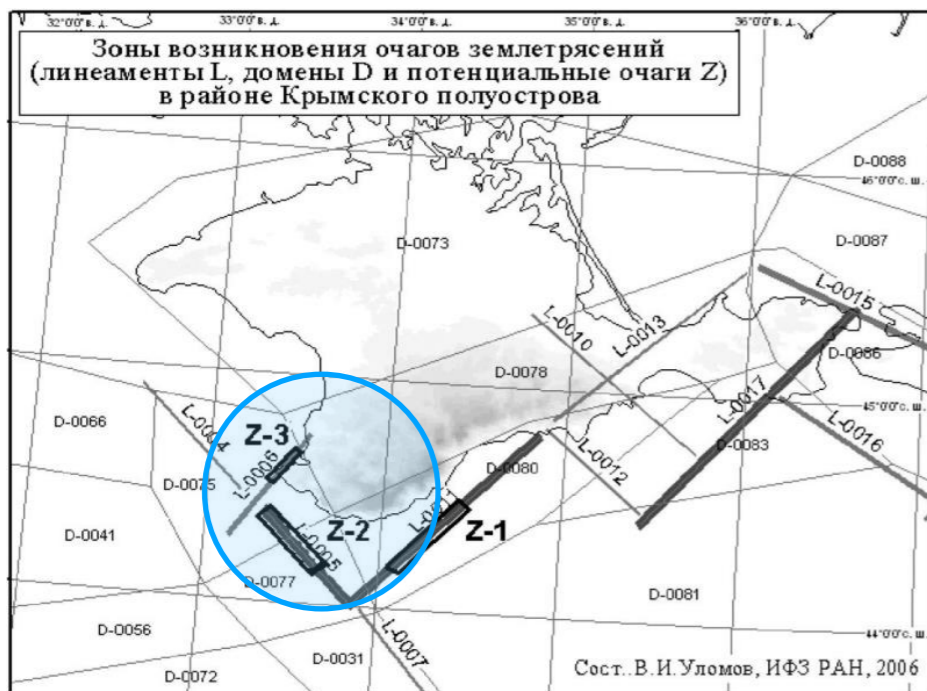 32°0'0"в. д.
33°0'0"в. д.
34°0'0"в. д.
35°0'0"в. д.
36°0'0"в. д.
Зоны возникновения очагов землетрясений
(линеаменты L, домены D и потенциальные очаги Z)
в районе Крымского полуострова
D-0088
46°0'0"с. ш.
D-0073
D-0087
L-0015
L-0010
L-0013
D-0086
D-0078
L-0017
45°0'0"с. ш.
D-0066
L-0004
Z-3
L-0012
D-0083
L-0016
D-0075
L-0006
D-0080
D-0041
Z-2
Z-1
L-0005
D-0077
D-0081
D-0056
44°0'0"с. ш.
D-0031
L-0007
D-0072
Сост. В.И.Уломов, ИФЗ РАН, 2006